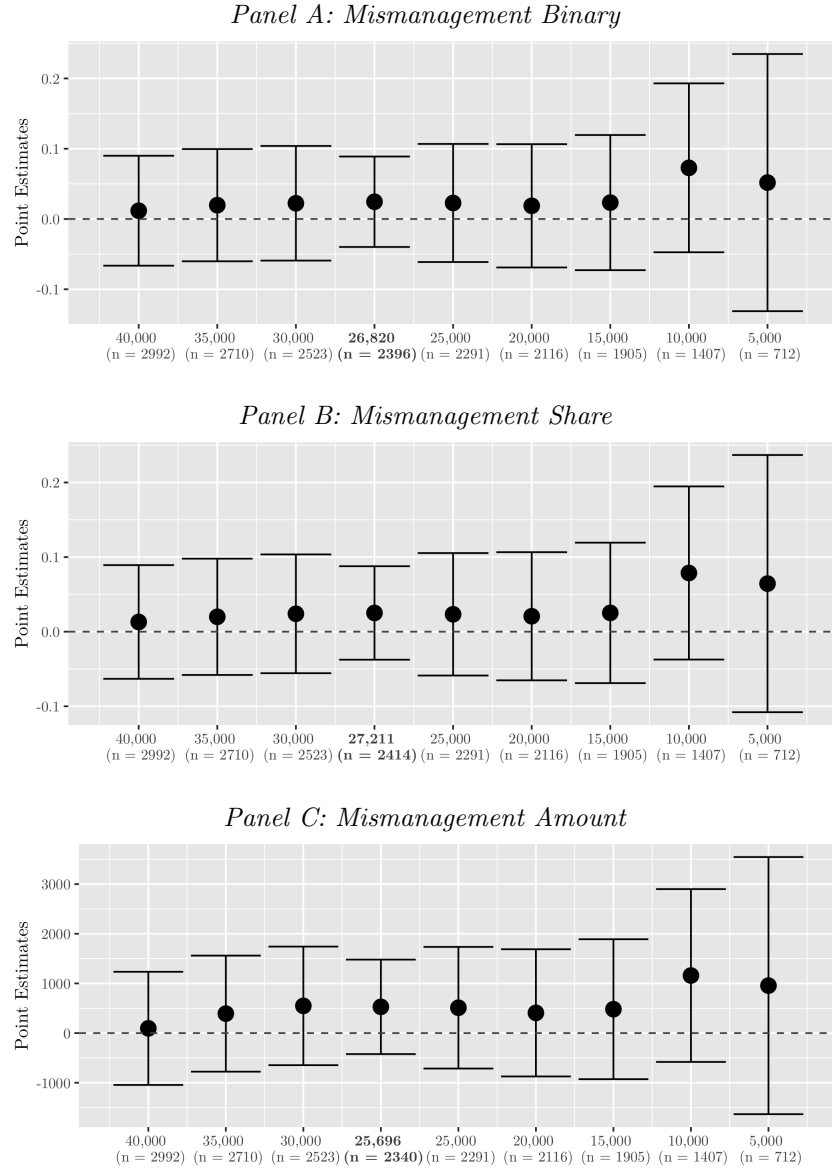 Panel A: Mismanagement Binary
Point Estimates
0.2
0.1
0.0
-0.1
40,000 35,000 30,000 26,820 25,000 20,000 15,000 10,000 5,000
(n = 2992) (n = 2710) (n = 2523) (n = 2396) (n = 2291) (n = 2116) (n = 1905) (n = 1407) (n = 712)
Panel B: Mismanagement Share
Point Estimates
0.2
0.1
0.0
-0.1
40,000 35,000 30,000 27,211 25,000 20,000 15,000 10,000 5,000
(n = 2992) (n = 2710) (n = 2523) (n = 2414) (n = 2291) (n = 2116) (n = 1905) (n = 1407) (n = 712)
Panel C: Mismanagement Amount
Point Estimates
3000
2000
1000
0
-1000
40,000 35,000 30,000 25,696 25,000 20,000 15,000 10,000 5,000
(n = 2992) (n = 2710) (n = 2523) (n = 2340) (n = 2291) (n = 2116) (n = 1905) (n = 1407) (n = 712)